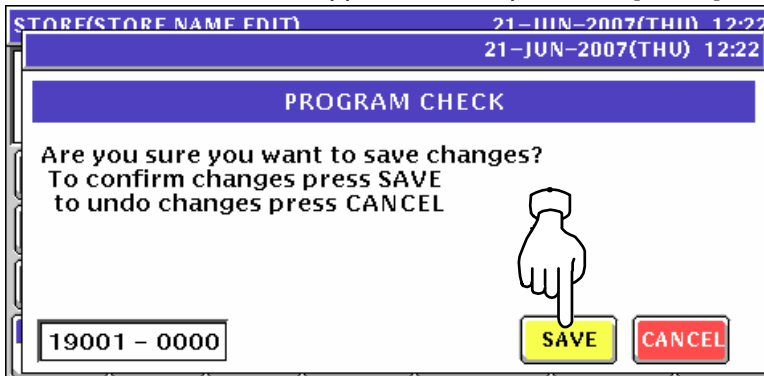 STORE(STORE NAME EDIT) 21-JUN-2007(THU) 12:22
21-JUN-2007(THU) 12:22
PROGRAM CHECK
Are you sure you want to save changes?
To confirm changes press SAVE
to undo changes press CANCEL
19001 - 0000 SAVE CANCEL